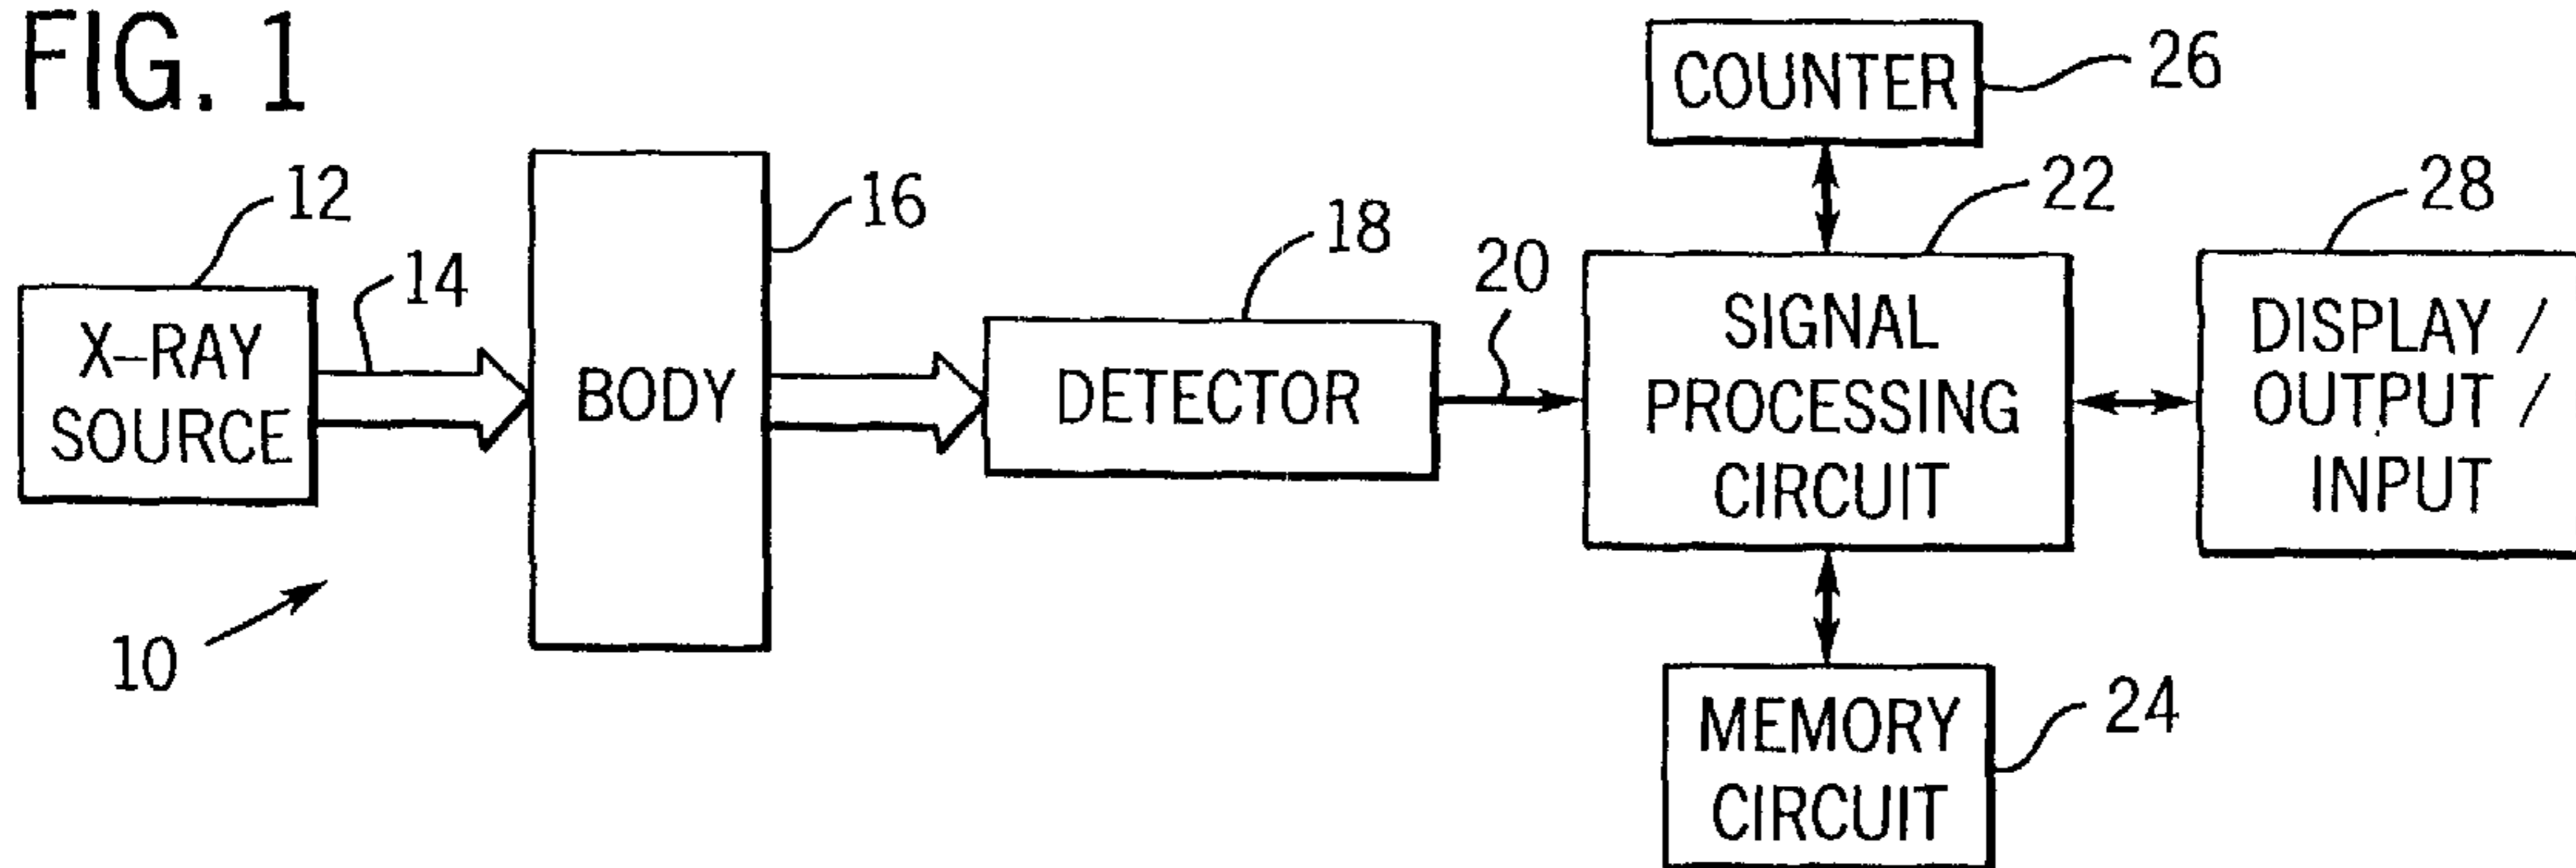 FIG. 1
COUNTER
26
12
14
16
18
20
22
28
X-RAY
SOURCE
BODY
DETECTOR
SIGNAL
PROCESSING
CIRCUIT
DISPLAY /
OUTPUT /
INPUT
10
MEMORY
CIRCUIT
24